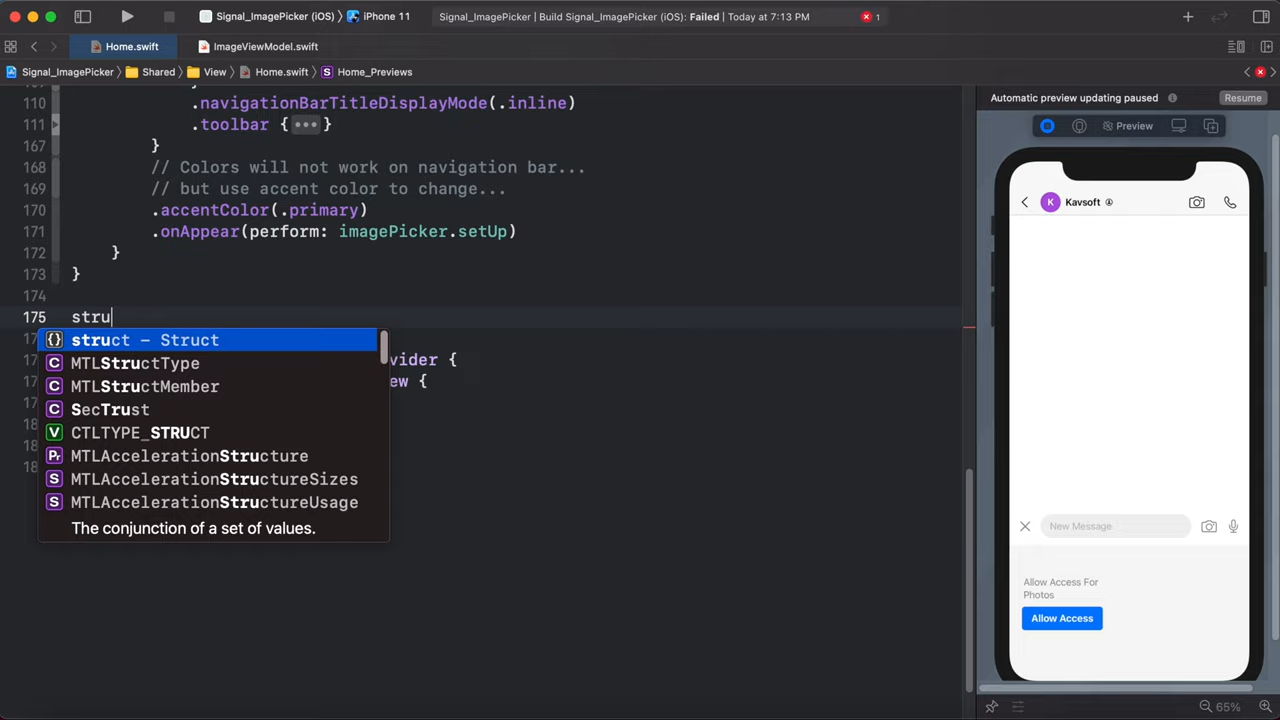 Signal_ImagePicker (iOS) 〉 iPhone 11
Signal_ImagePicker | Build Signal_ImagePicker (iOS): Failed | Today at 7:13 PM
1
Home.swift
ImageViewModel.swift
Signal_ImagePicker 〉 Shared 〉 View 〉 Home.swift 〉 S Home_Previews
110 .navigationBarTitleDisplayMode(.inline)
111 .toolbar {•••}
167 }
168 // Colors will not work on navigation bar...
169 // but use accent color to change...
170 .accentColor(.primary)
171 .onAppear(perform: imagePicker.setUp)
172 }
173 }
174
175 stru
{} struct – Struct
C MTLStructType
C MTLStructMember
C SecTrust
V CTLTYPE_STRUCT
Pr MTLAccelerationStructure
S MTLAccelerationStructureSizes
S MTLAccelerationStructureUsage
The conjunction of a set of values.
vider {
ew {
Automatic preview updating paused
Resume
Preview
K Kavsoft
New Message
Allow Access For
Photos
Allow Access
65%